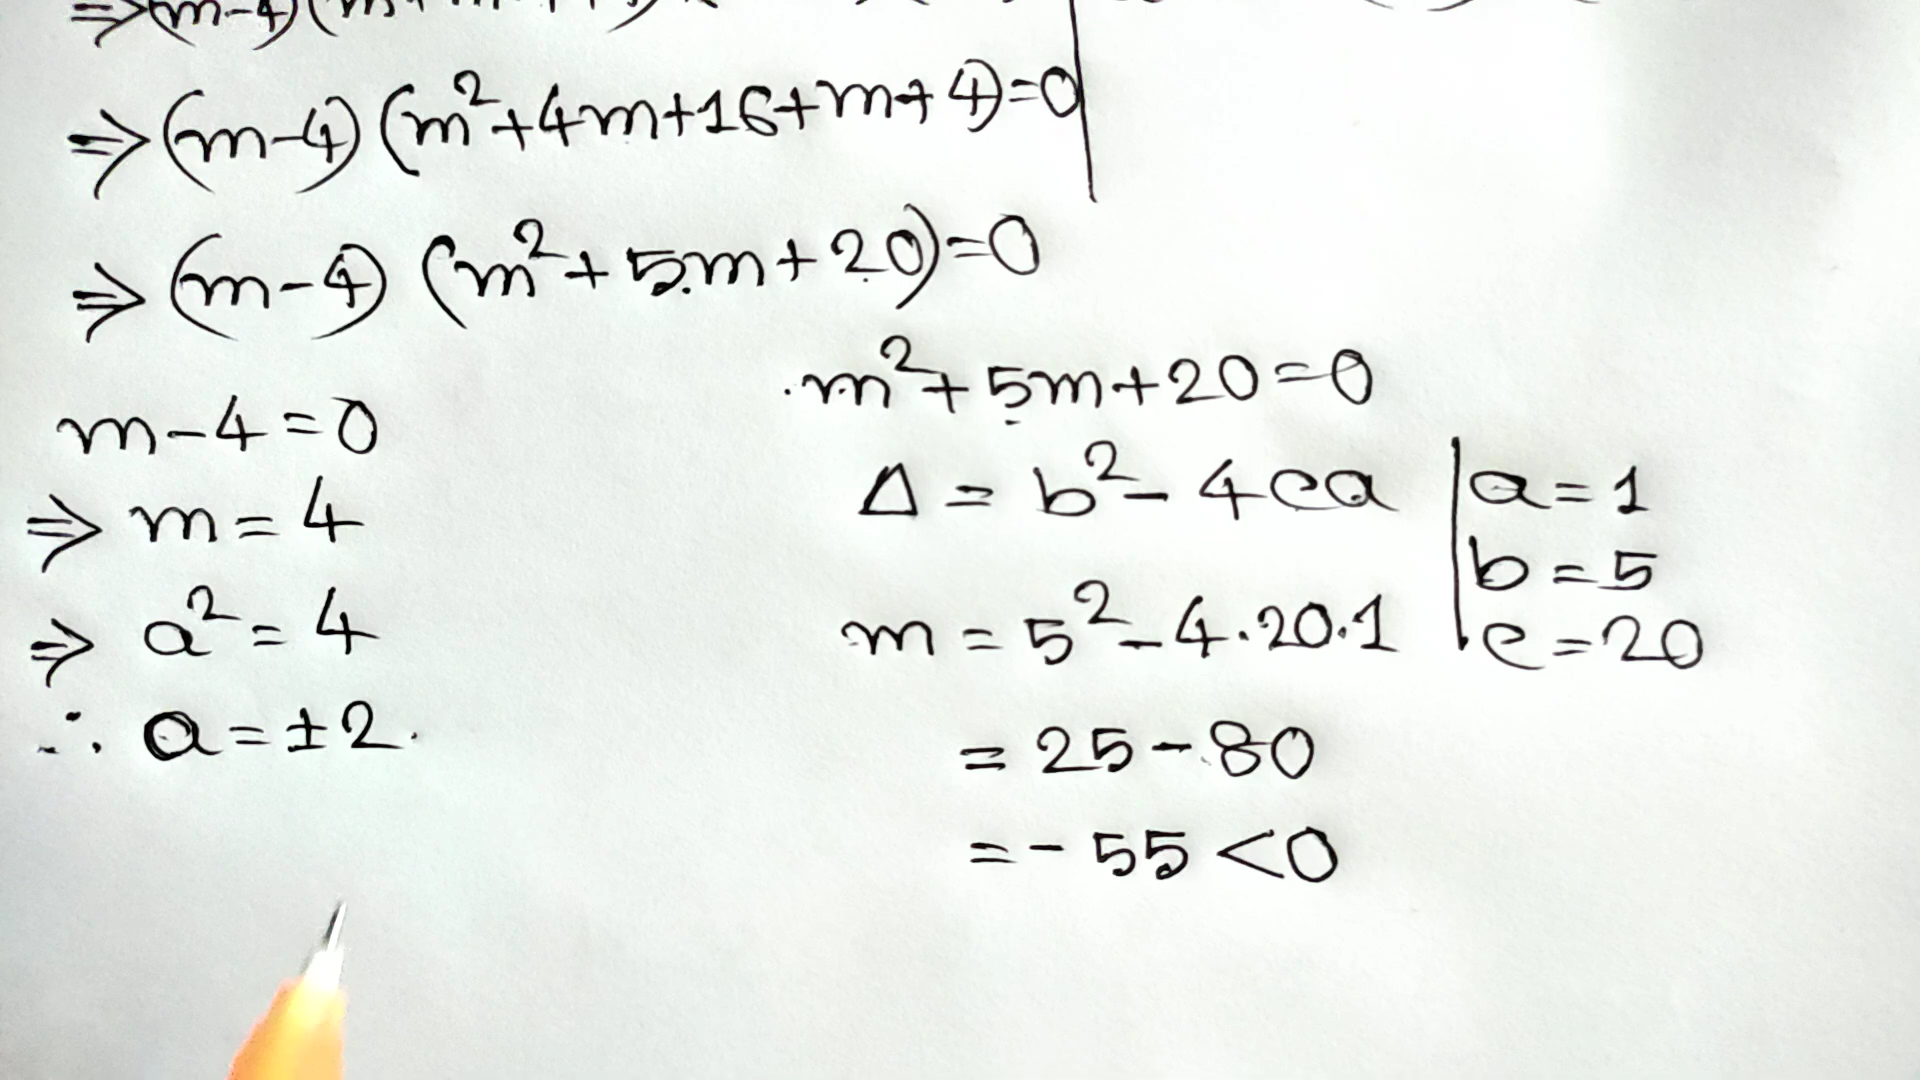 ⇒(m-4)(m
⇒(m-4)(m²+4m+16+m+4)=0
⇒(m-4)(m²+5m+20)=0
m-4=0
⇒ m=4
⇒ a²=4
∴ a=±2.
m²+5m+20=0
Δ = b²-4ca
m = 5²-4.20.1
= 25-80
= -55<0
a=1
b=5
c=20